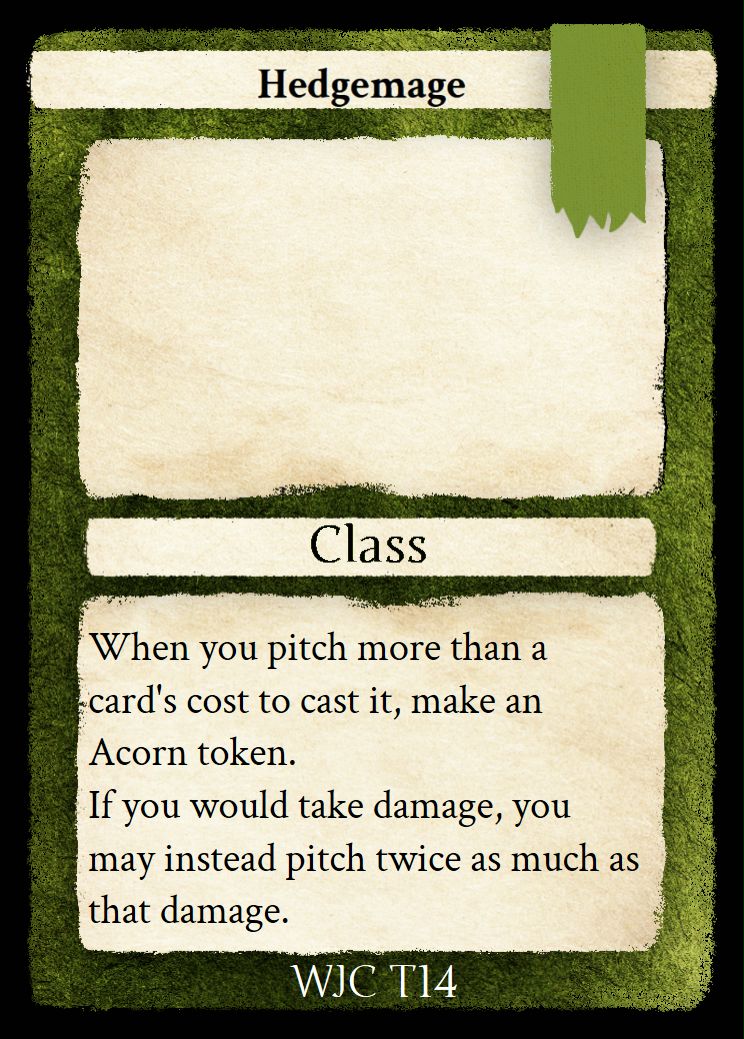 Hedgemage
Class
When you pitch more than a
card's cost to cast it, make an
Acorn token.
If you would take damage, you
may instead pitch twice as much as
that damage.
WJC T14